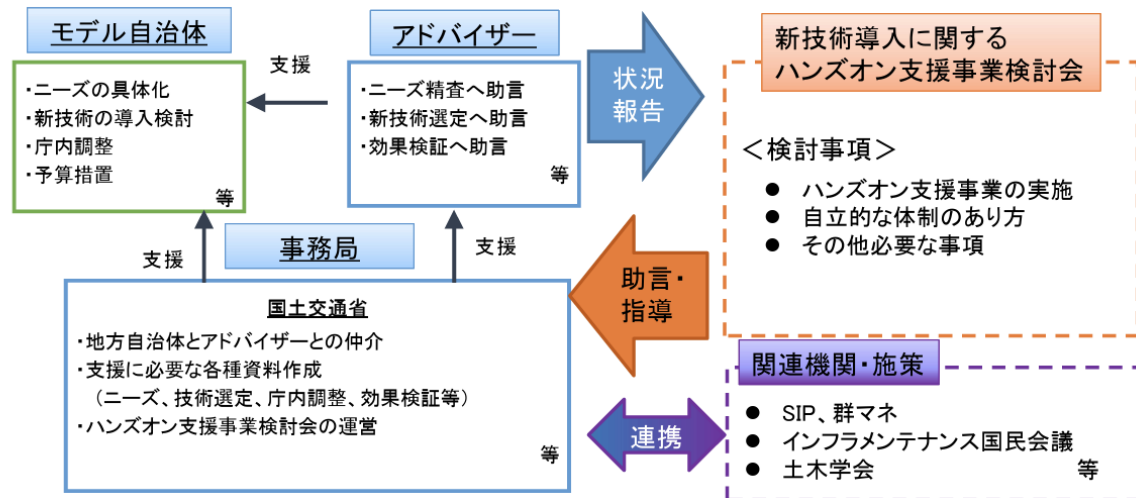 モデル自治体
・ニーズの具体化
・新技術の導入検討
・庁内調整
・予算措置
等
支援
アドバイザー
・ニーズ精査へ助言
・新技術選定へ助言
・効果検証へ助言
等
状況
報告
新技術導入に関する
ハンズオン支援事業検討会
＜検討事項＞
● ハンズオン支援事業の実施
● 自立的な体制のあり方
● その他必要な事項
支援
事務局
支援
助言・
指導
国土交通省
・地方自治体とアドバイザーとの仲介
・支援に必要な各種資料作成
（ニーズ、技術選定、庁内調整、効果検証等）
・ハンズオン支援事業検討会の運営
等
連携
関連機関・施策
● SIP、群マネ
● インフラメンテナンス国民会議
● 土木学会 等